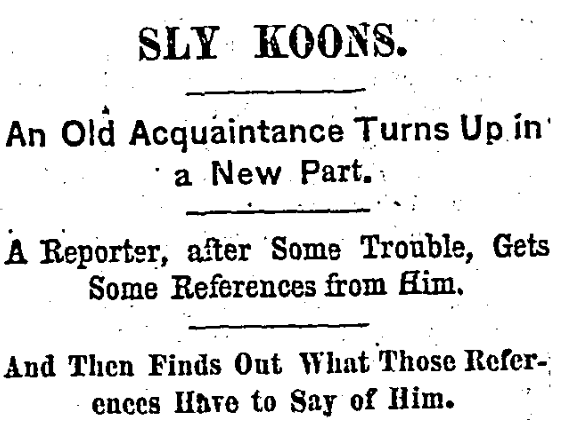 SLY KOONS.
An Old Acquaintance Turns Up in
a New Part.
A Reporter, after Some Trouble, Gets
Some References from Him.
And Then Finds Out What Those Refer-
ences Have to Say of Him.